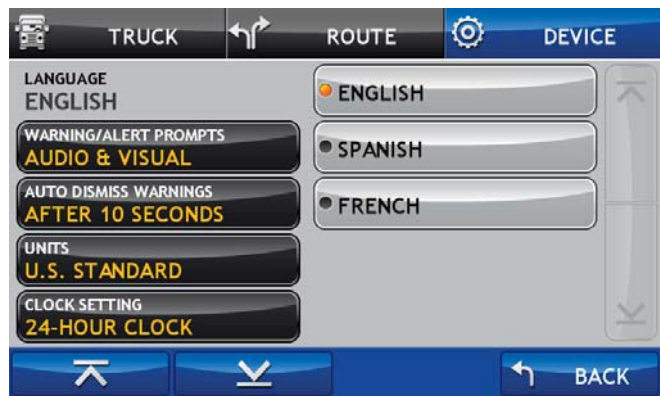 TRUCK
ROUTE
DEVICE
LANGUAGE
ENGLISH
WARNING/ALERT PROMPTS
AUDIO & VISUAL
AUTO DISMISS WARNINGS
AFTER 10 SECONDS
UNITS
U.S. STANDARD
CLOCK SETTING
24-HOUR CLOCK
ENGLISH
SPANISH
FRENCH
BACK